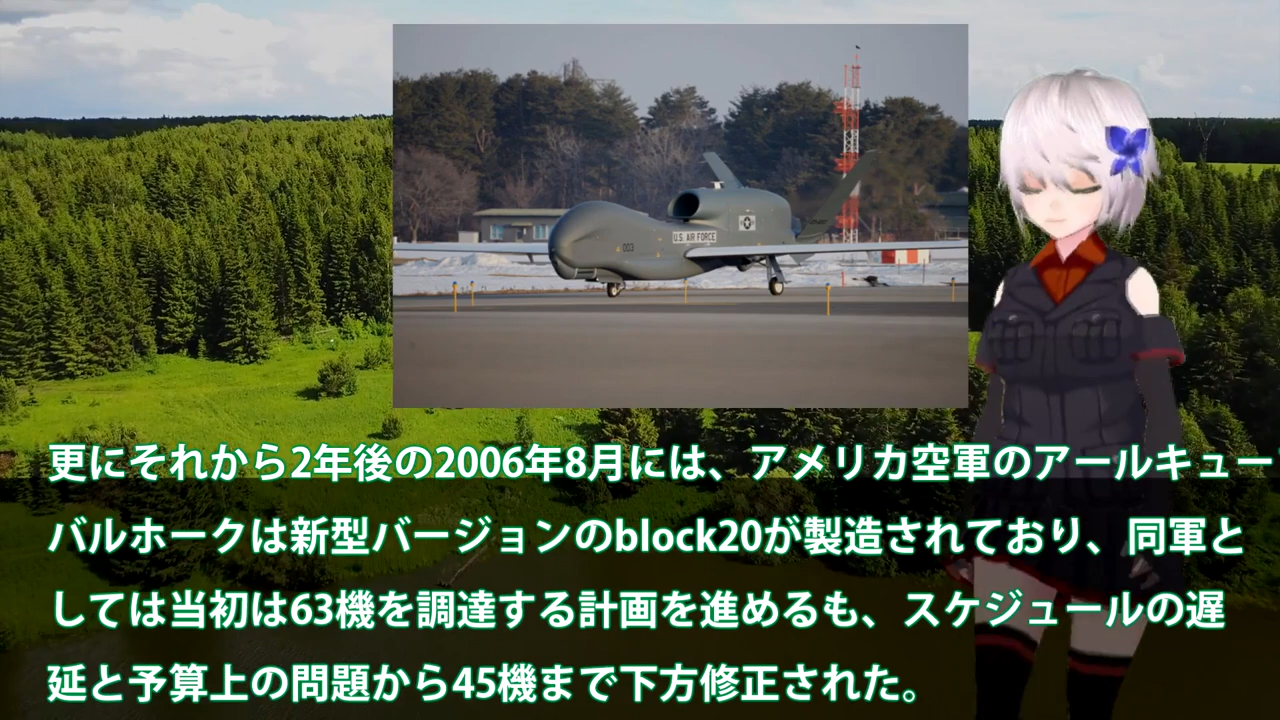 003
U.S. AIR FORCE
更にそれから2年後の2006年8月には、アメリカ空軍のアールキュー
バルホークは新型バージョンのblock20が製造されており、同軍と
しては当初は63機を調達する計画を進めるも、スケジュールの遅
延と予算上の問題から45機まで下方修正された。